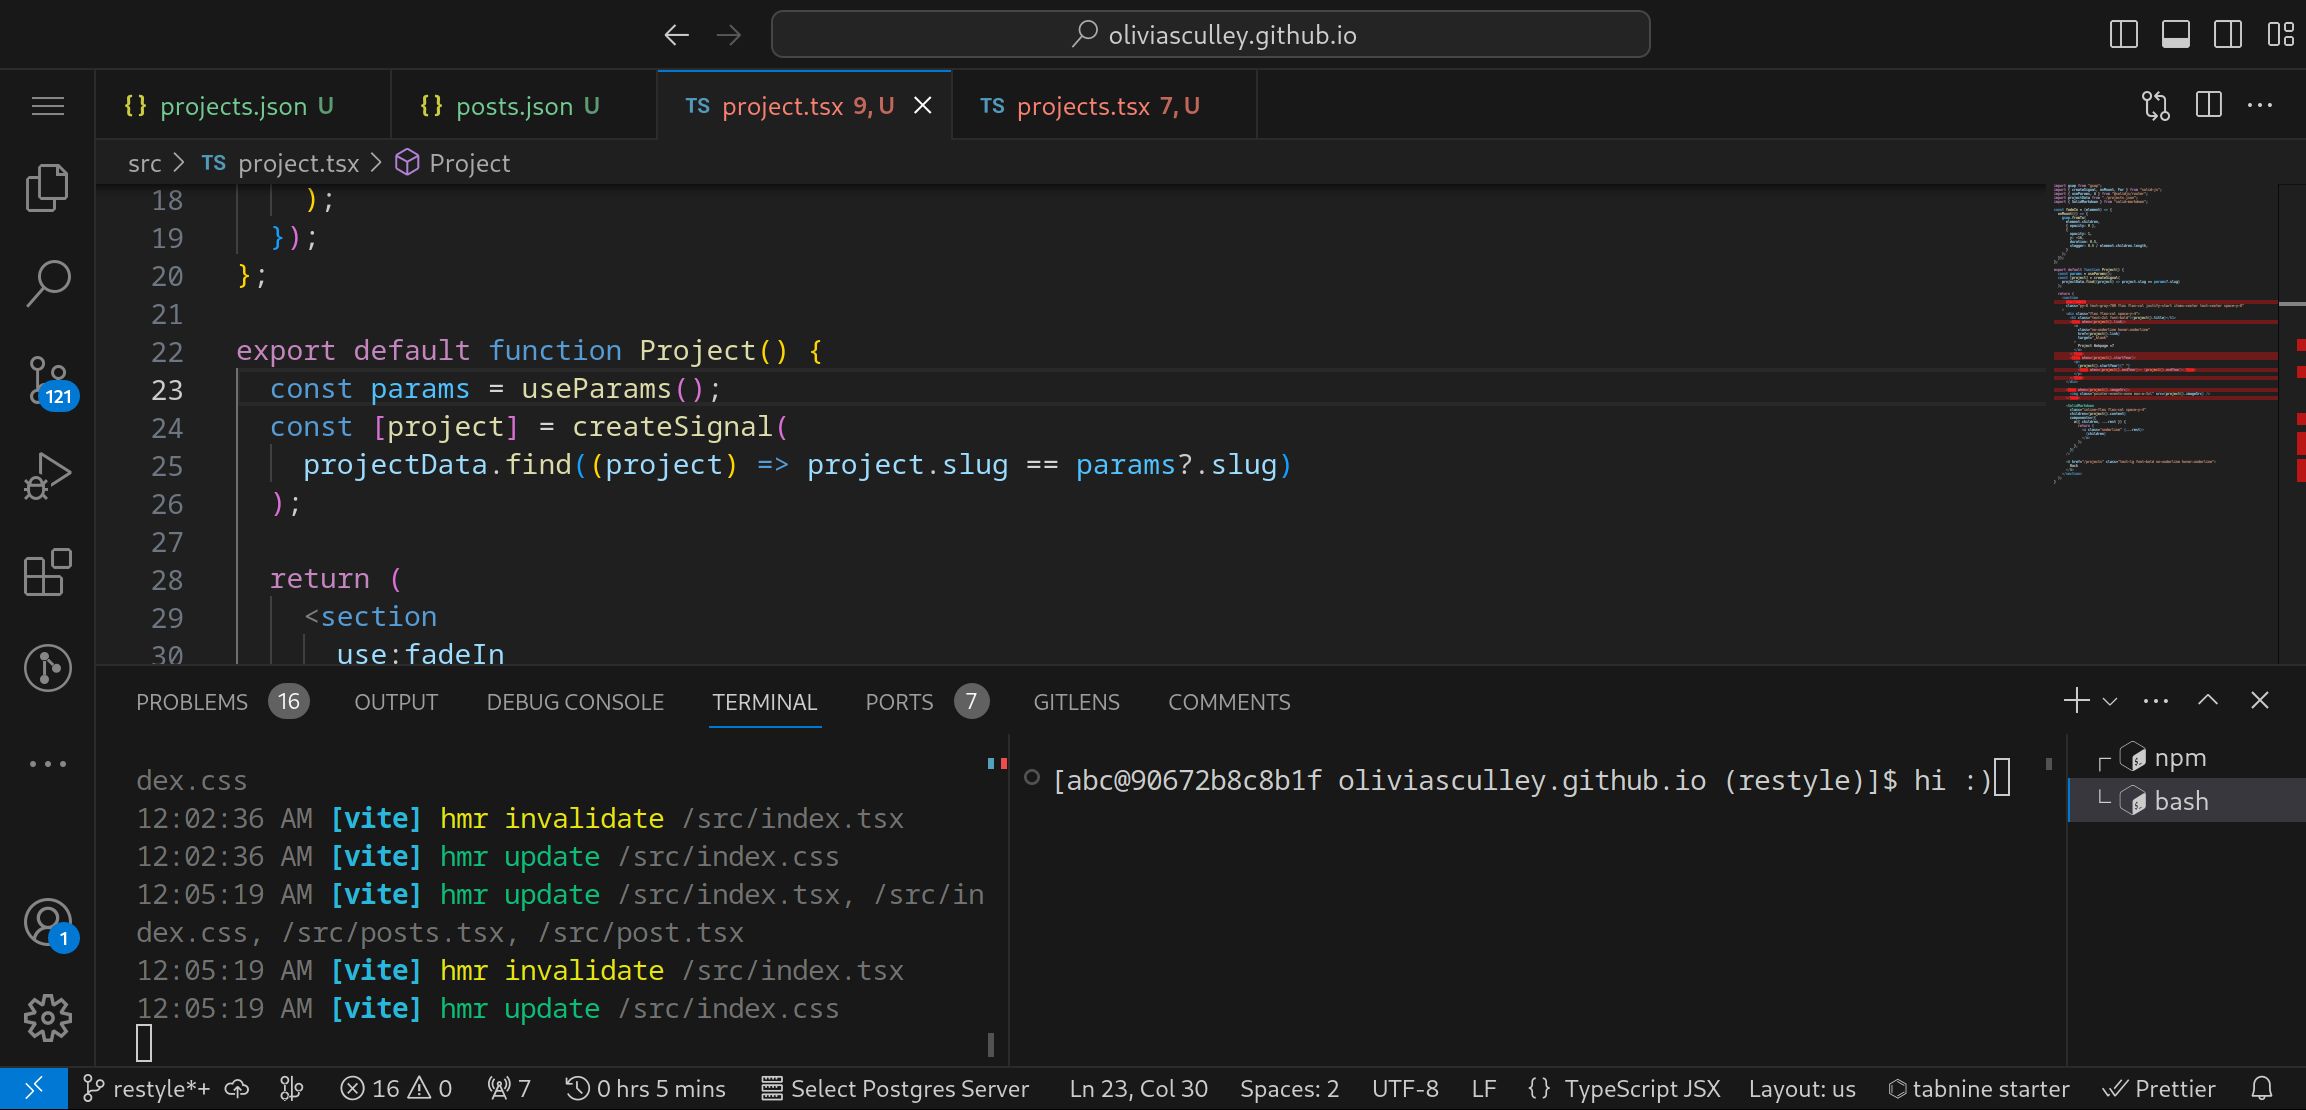 oliviasculley.github.io
{} projects.json U
{} posts.json U
TS project.tsx 9, U
TS projects.tsx 7, U
src > TS project.tsx > Project
18 );
19 });
20 };
21
22 export default function Project() {
23 const params = useParams();
24 const [project] = createSignal(
25 projectData.find((project) => project.slug == params?.slug)
26 );
27
28 return (
29 <section
30 use:fadeIn
121
1
PROBLEMS 16 OUTPUT DEBUG CONSOLE TERMINAL PORTS 7 GITLENS COMMENTS
dex.css
12:02:36 AM [vite] hmr invalidate /src/index.tsx
12:02:36 AM [vite] hmr update /src/index.css
12:05:19 AM [vite] hmr update /src/index.tsx, /src/in
dex.css, /src/posts.tsx, /src/post.tsx
12:05:19 AM [vite] hmr invalidate /src/index.tsx
12:05:19 AM [vite] hmr update /src/index.css
[abc@90672b8c8b1f oliviasculley.github.io (restyle)]$ hi :)
npm
bash
restyle*+ 16 0 7 0 hrs 5 mins Select Postgres Server Ln 23, Col 30 Spaces: 2 UTF-8 LF {} TypeScript JSX Layout: us tabnine starter Prettier